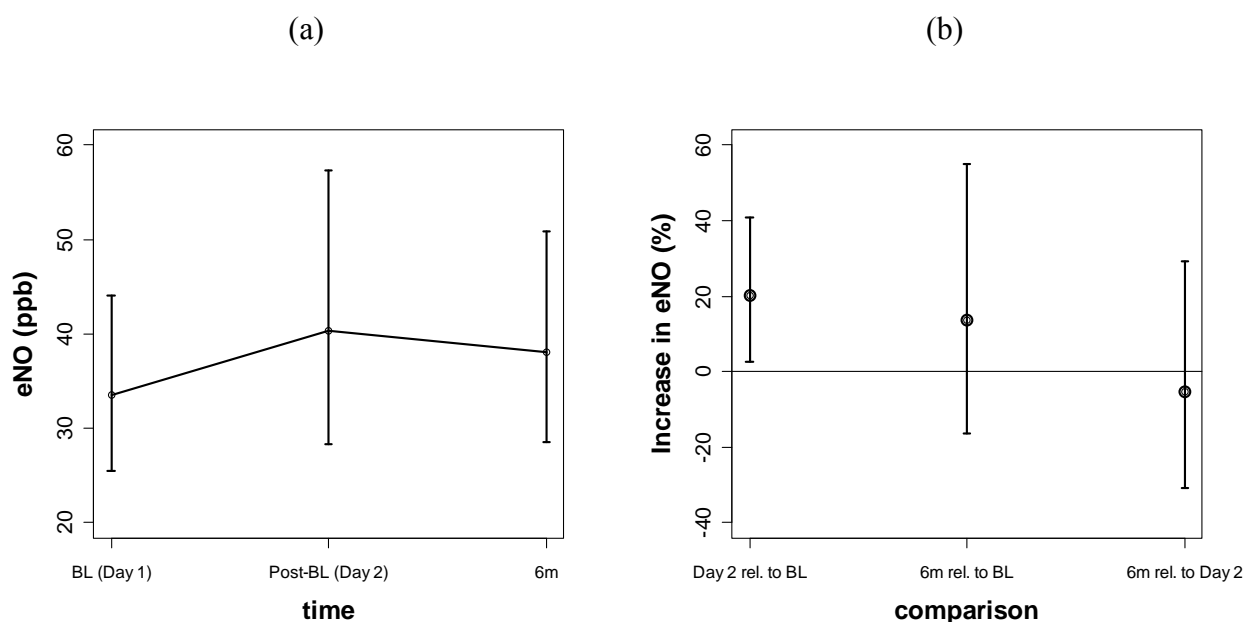 (a)
(b)
eNO (ppb)
60
50
40
30
20
BL (Day 1)
Post-BL (Day 2)
6m
time
Increase in eNO (%)
60
40
20
0
-20
-40
Day 2 rel. to BL
6m rel. to BL
6m rel. to Day 2
comparison